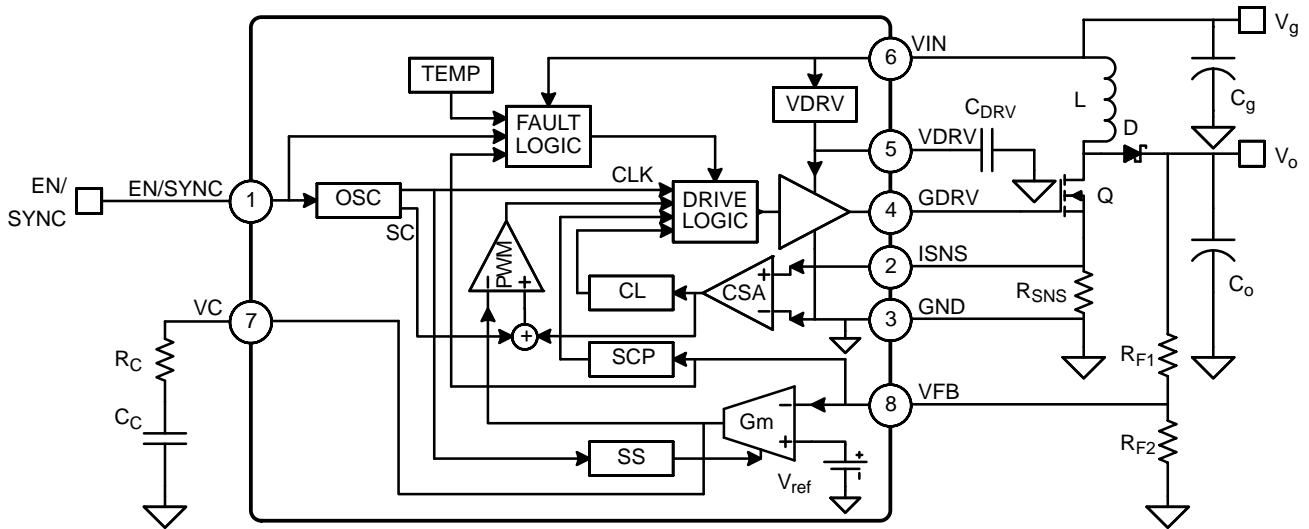 Vg
6
VIN
TEMP
VDRV
CDRV
L
Cg
FAULT
LOGIC
VDRV
5
D
Vo
EN/
SYNC
EN/SYNC
1
OSC
CLK
SC
DRIVE
LOGIC
4
GDRV
Q
PWM
−
+
2
ISNS
CL
CSA
+
−
RSNS
Co
VC
7
3
GND
+
SCP
RF1
RC
8
VFB
CC
Gm
−
+
SS
Vref
+
−
RF2